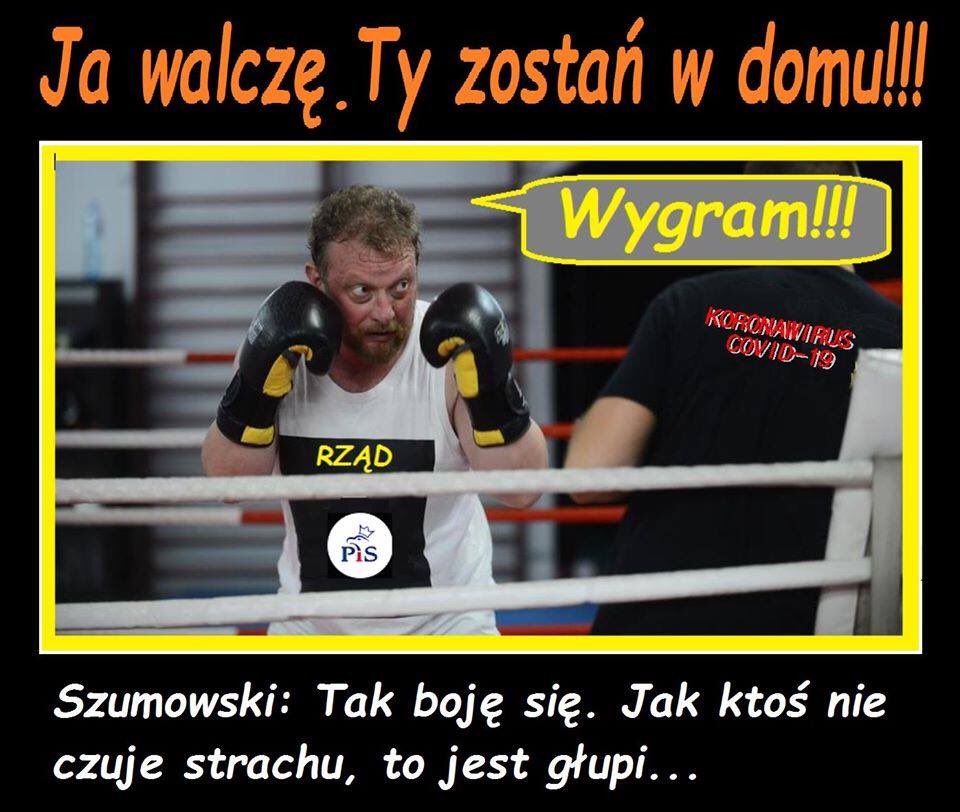 Ja walczę.Ty zostań w domu!!!
Wygram!!!
KORONAWIRUS
COVID-19
RZĄD
PiS
Szumowski: Tak boję się. Jak ktoś nie
czuje strachu, to jest głupi...